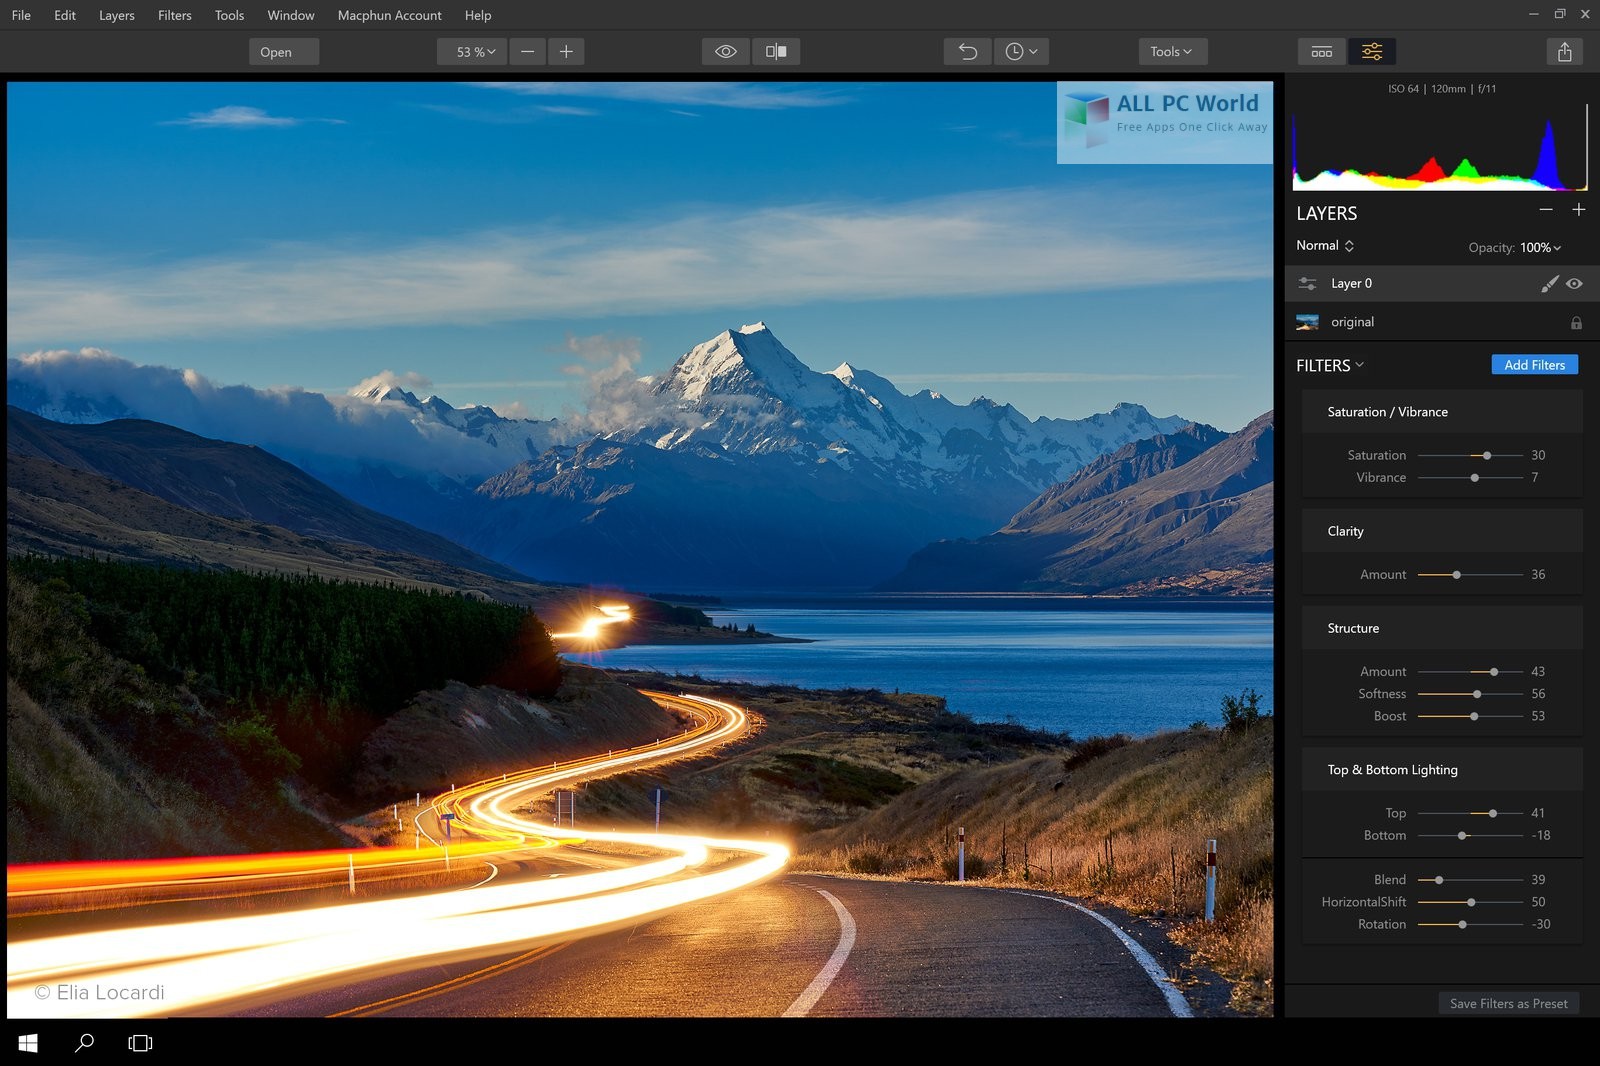 File Edit Layers Filters Tools Window Macphun Account Help
Open 53 % Tools
ISO 64 | 120mm | f/11
ALL PC World
Free Apps One Click Away
LAYERS
Normal Opacity: 100%
Layer 0
original
FILTERS Add Filters
Saturation / Vibrance
Saturation 30
Vibrance 7
Clarity
Amount 36
Structure
Amount 43
Softness 56
Boost 53
Top & Bottom Lighting
Top 41
Bottom -18
Blend 39
HorizontalShift 50
Rotation -30
© Elia Locardi
Save Filters as Preset